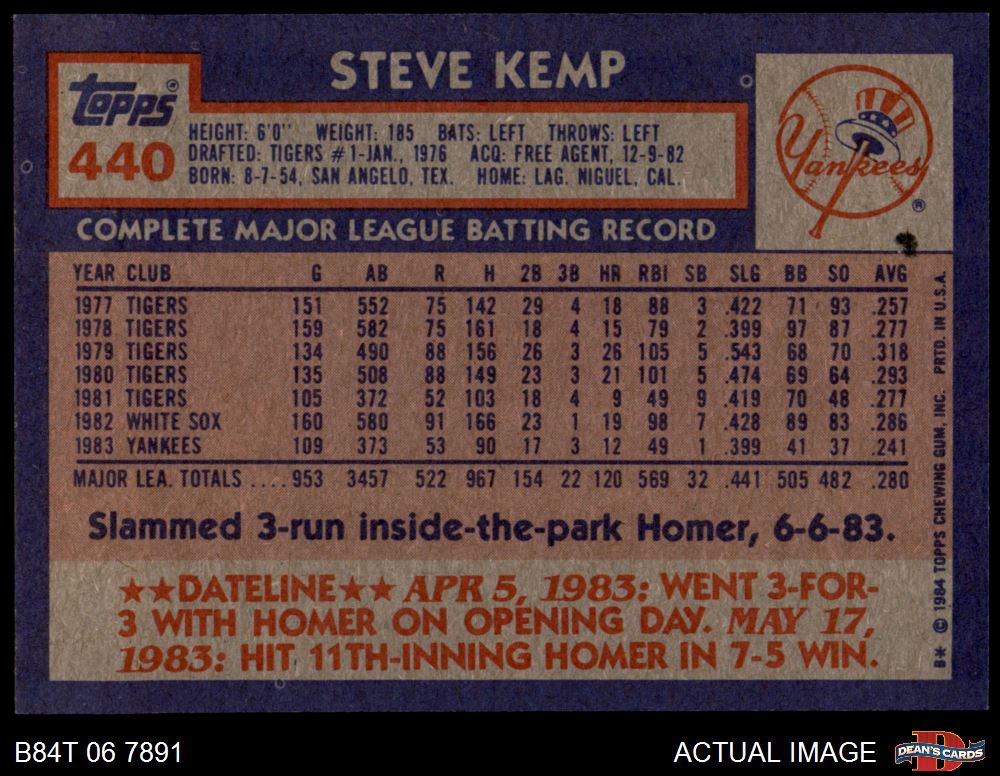 STEVE KEMP
Topps®
440
HEIGHT: 6'0" WEIGHT: 185 BATS: LEFT THROWS: LEFT
DRAFTED: TIGERS #1-JAN., 1976 ACQ: FREE AGENT, 12-9-82
BORN: 8-7-54, SAN ANGELO, TEX. HOME: LAG. NIGUEL, CAL.
Yankees ®
COMPLETE MAJOR LEAGUE BATTING RECORD
YEAR CLUB G AB R H 2B 3B HR RBI SB SLG BB SO AVG
1977 TIGERS 151 552 75 142 29 4 18 88 3 .422 71 93 .257
1978 TIGERS 159 582 75 161 18 4 15 79 2 .399 97 87 .277
1979 TIGERS 134 490 88 156 26 3 26 105 5 .543 68 70 .318
1980 TIGERS 135 508 88 149 23 3 21 101 5 .474 69 64 .293
1981 TIGERS 105 372 52 103 18 4 9 49 9 .419 70 48 .277
1982 WHITE SOX 160 580 91 166 23 1 19 98 7 .428 89 83 .286
1983 YANKEES 109 373 53 90 17 3 12 49 1 .399 41 37 .241
MAJOR LEA. TOTALS ....953 3457 522 967 154 22 120 569 32 .441 505 482 .280
Slammed 3-run inside-the-park Homer, 6-6-83.
★★DATELINE★★ APR 5, 1983: WENT 3-FOR-
3 WITH HOMER ON OPENING DAY. MAY 17,
1983: HIT 11TH-INNING HOMER IN 7-5 WIN.
B* © 1984 TOPPS CHEWING GUM, INC. PRTD. IN U.S.A.
B84T 06 7891
ACTUAL IMAGE
DEAN'S CARDS